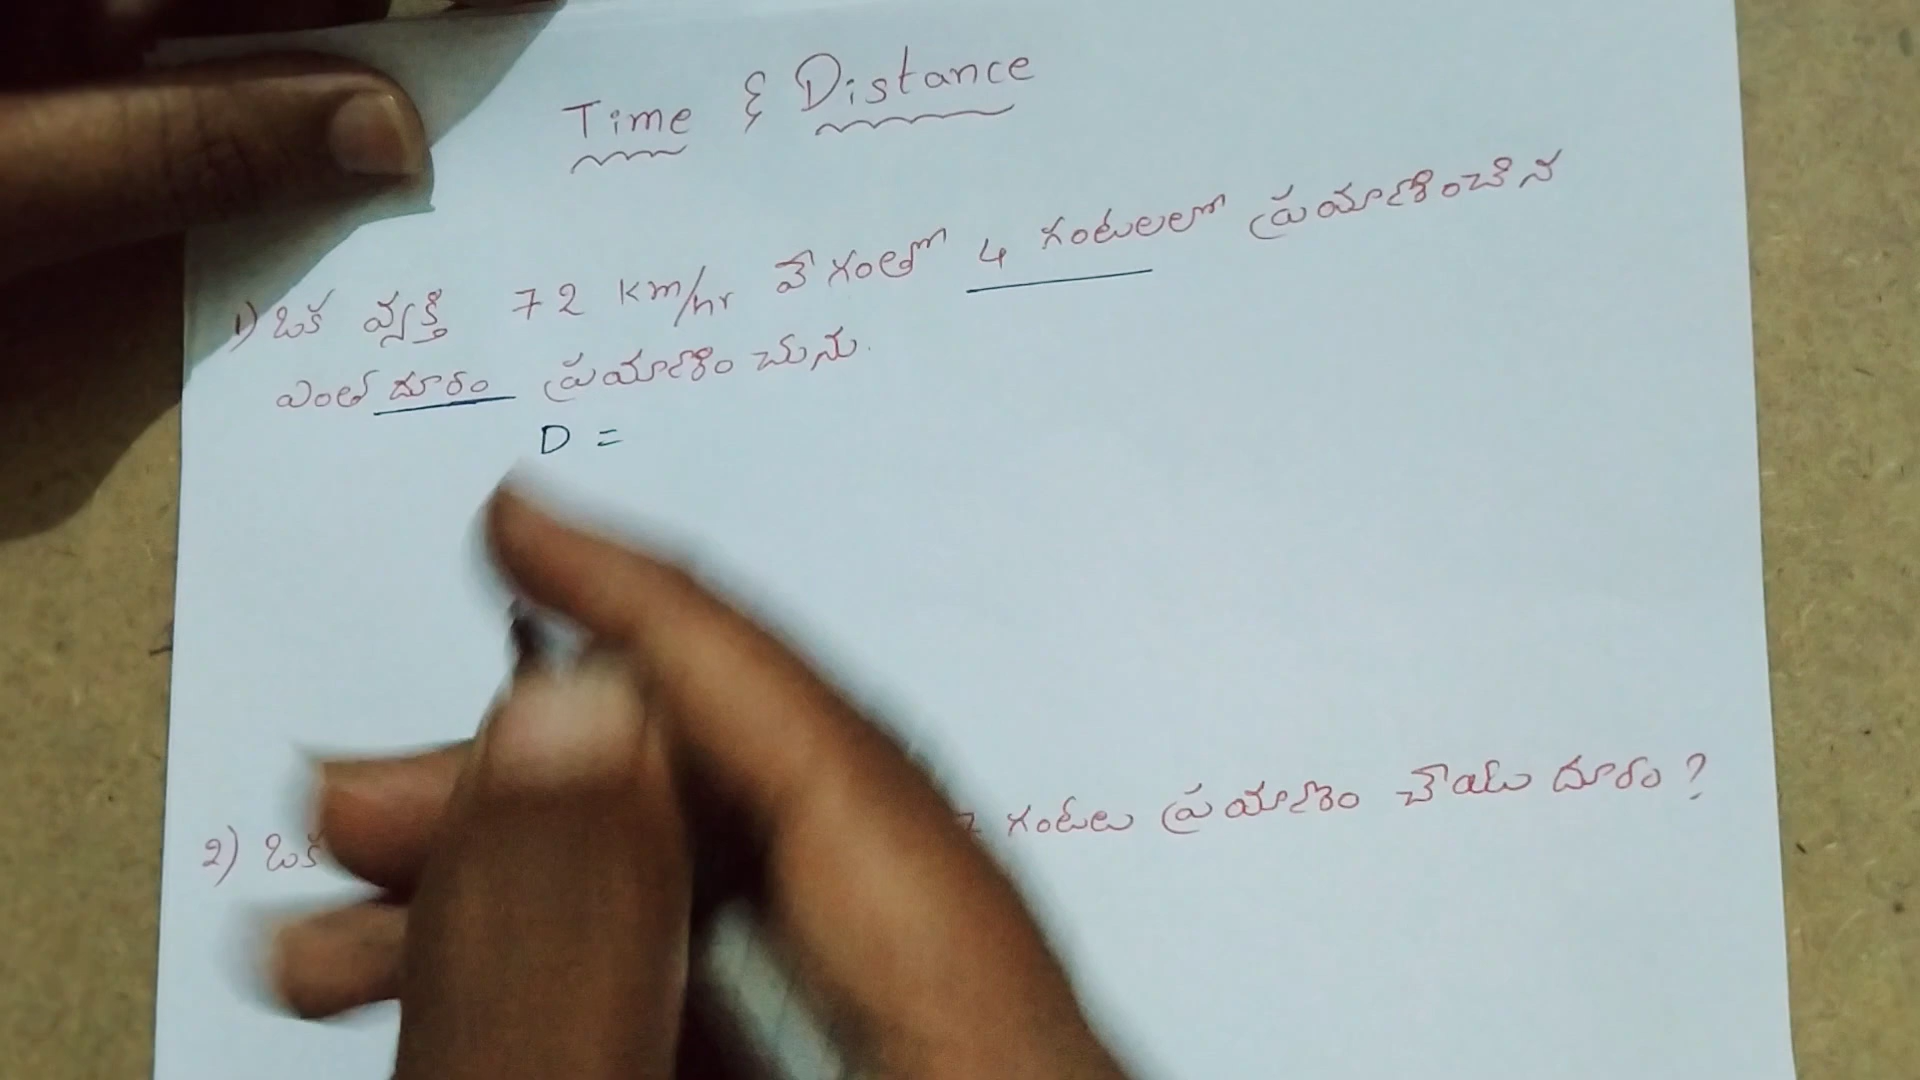 Time & Distance
1) ఒక వ్యక్తి 72 km/hr వేగంతో 4 గంటలలో ప్రయాణించిన
ఎంత దూరం ప్రయాణించును.
D =
2) ఒక గంటలు ప్రయాణం చేయు దూరం ?